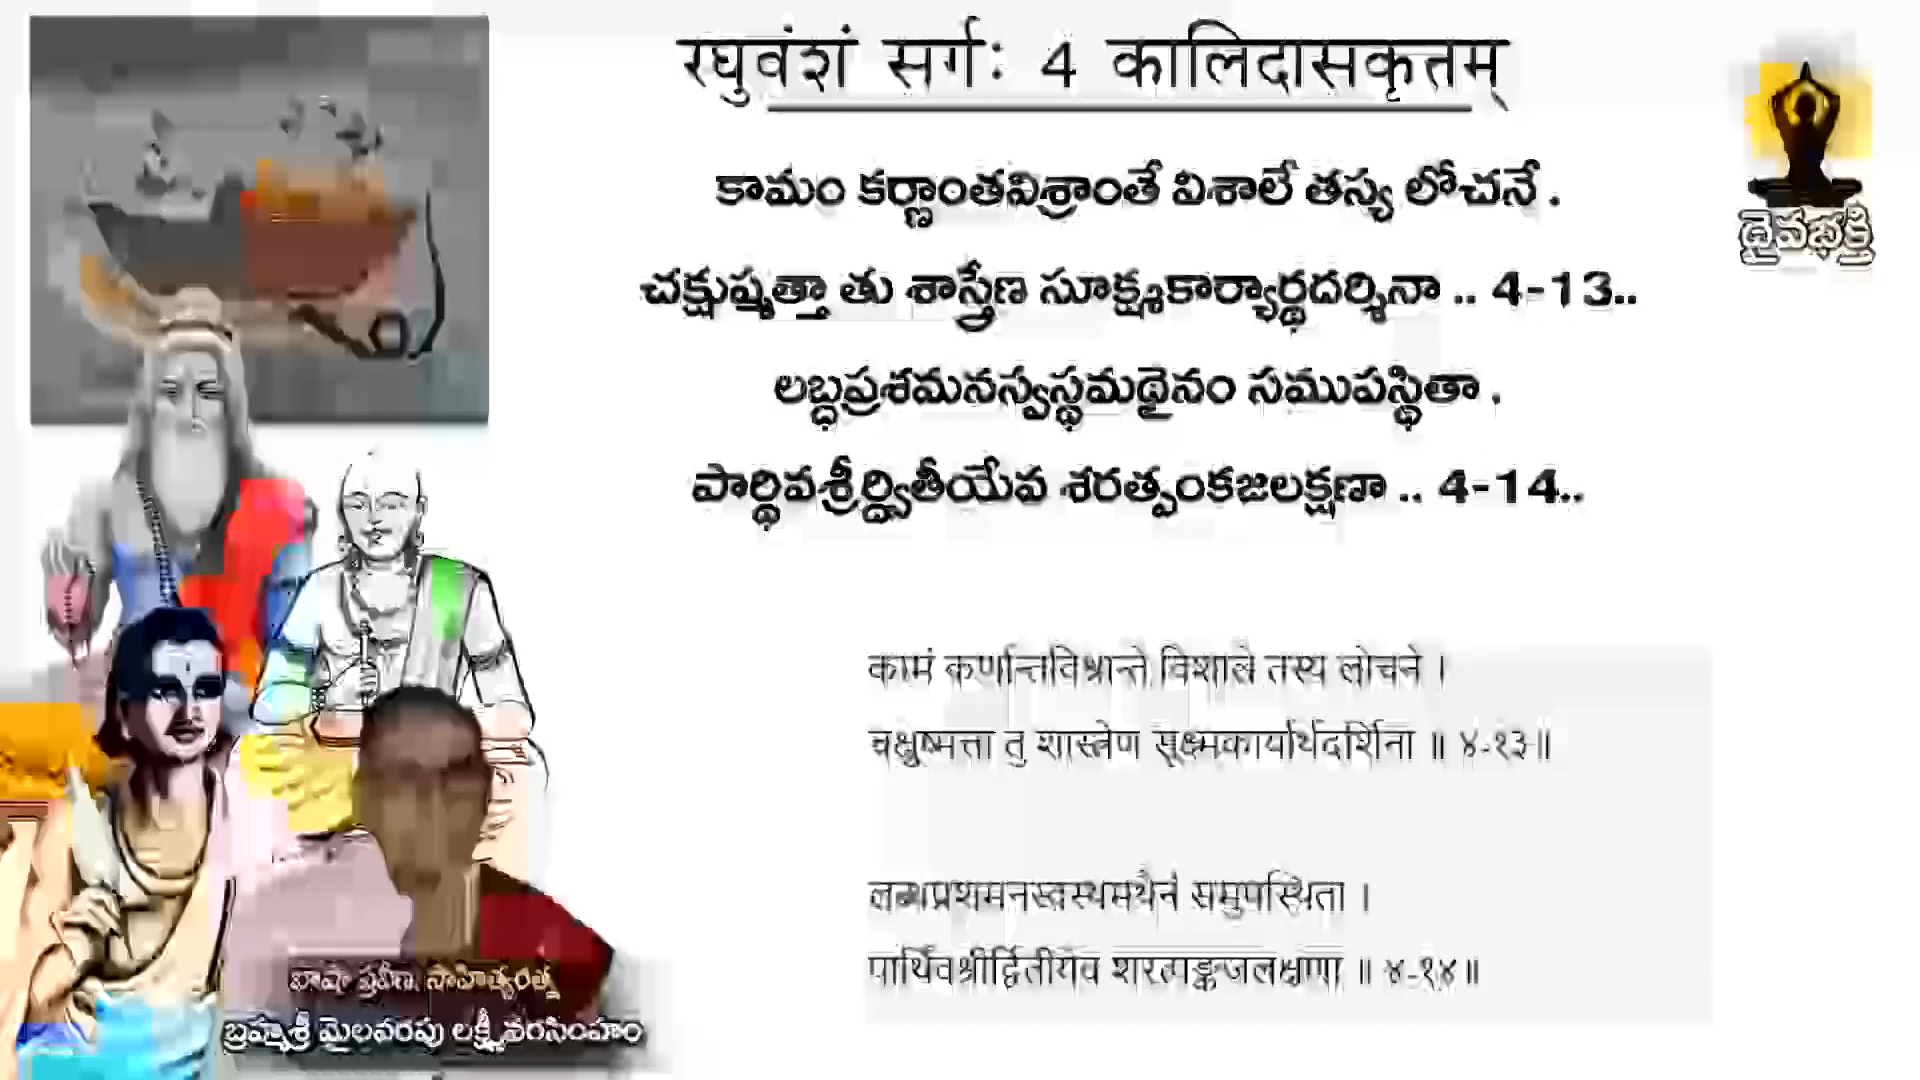 रघुवंशं सर्गः 4 कालिदासकृतम्
కామం కర్ణాంతవిశ్రాంతే విశాలే తస్య లోచనే .
చక్షుష్మత్తా తు శాస్త్రేణ సూక్ష్మకార్యార్థదర్శినా .. 4-13..
లబ్ధప్రశమనస్వస్థమథైనం సముపస్థితా .
పార్థివశ్రీర్ద్వితీయేవ శరత్పంకజలక్షణా .. 4-14..
दైవభక్తి
कामं कर्णान्तविश्रान्ते विशाले तस्य लोचने ।
चक्षुष्मत्ता तु शास्त्रेण सूक्ष्मकार्यार्थदर्शिना ॥ ४-१३॥
लब्धप्रशमनस्वस्थमथैनं समुपस्थिता ।
पार्थिवश्रीर्द्वितीयेव शरत्पङ्कजलक्षणा ॥ ४-१४॥
భాషా ప్రవీణ, సాహిత్యరత్న
బ్రహ్మశ్రీ మైలవరపు లక్ష్మీనరసింహం